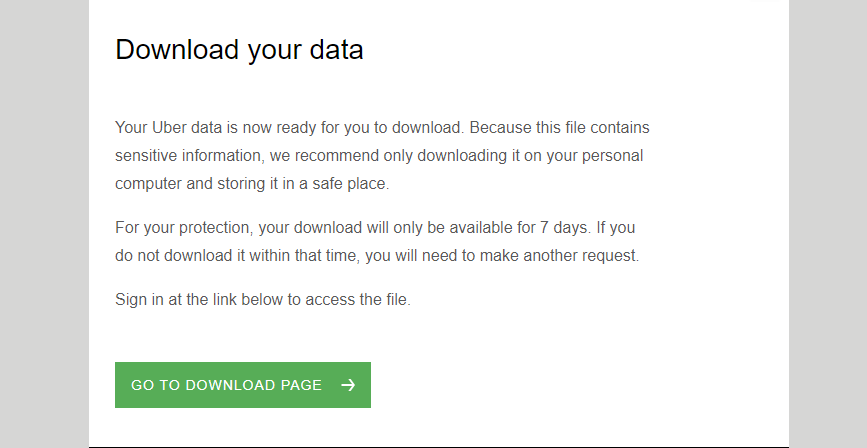 Download your data
Your Uber data is now ready for you to download. Because this file contains
sensitive information, we recommend only downloading it on your personal
computer and storing it in a safe place.
For your protection, your download will only be available for 7 days. If you
do not download it within that time, you will need to make another request.
Sign in at the link below to access the file.
GO TO DOWNLOAD PAGE →